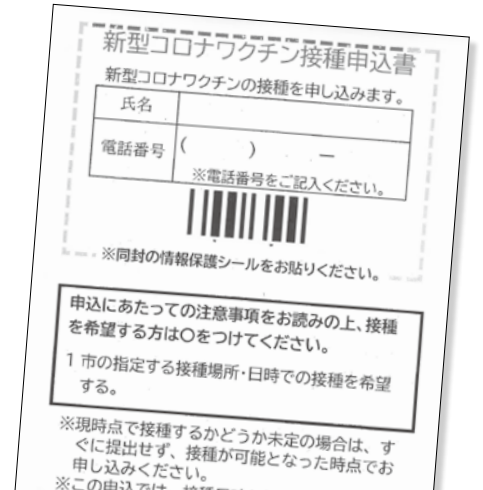 新型コロナワクチン接種申込書
新型コロナワクチンの接種を申し込みます。
氏名
電話番号 ( ) ー
※電話番号をご記入ください。
※同封の情報保護シールをお貼りください。
申込にあたっての注意事項をお読みの上、接種
を希望する方は〇をつけてください。
1 市の指定する接種場所・日時での接種を希望
する。
※現時点で接種するかどうか未定の場合は、す
ぐに提出せず、接種が可能となった時点でお
申し込みください。
※この申込では、接種